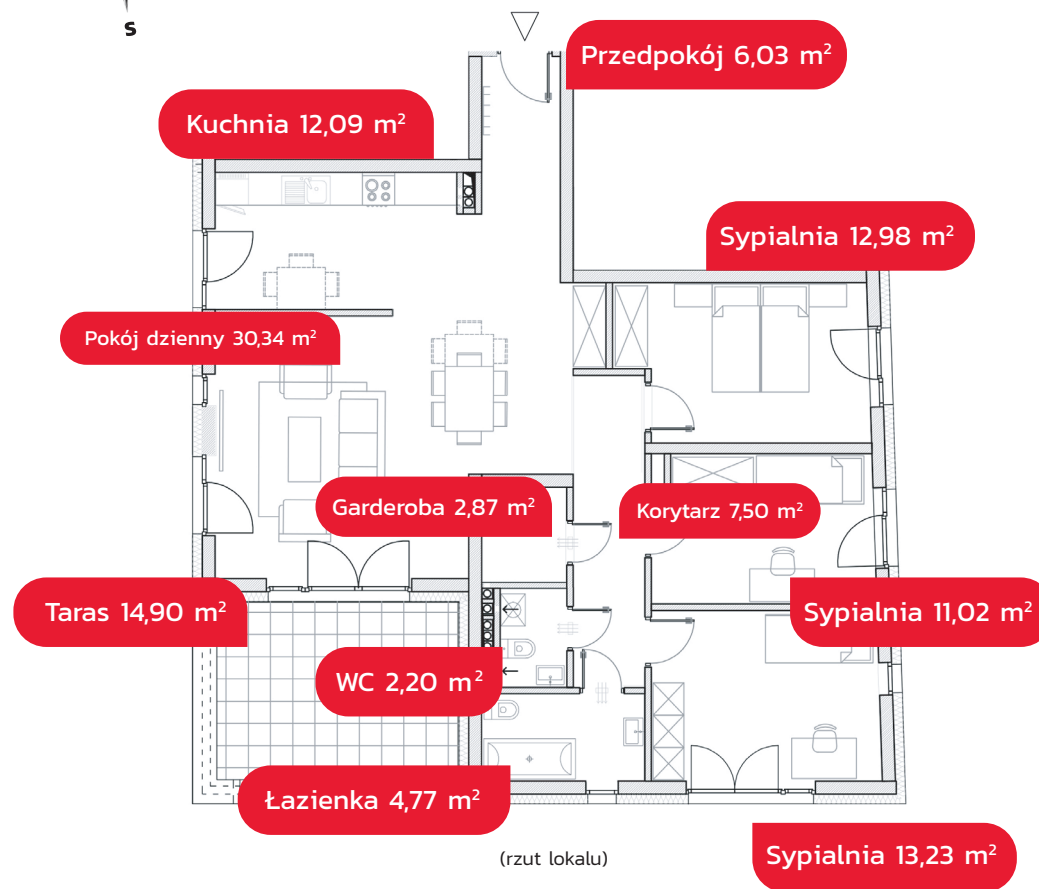 s
Przedpokój 6,03 m²
Kuchnia 12,09 m²
Sypialnia 12,98 m²
Pokój dzienny 30,34 m²
Garderoba 2,87 m²
Korytarz 7,50 m²
Taras 14,90 m²
Sypialnia 11,02 m²
WC 2,20 m²
Łazienka 4,77 m²
Sypialnia 13,23 m²
(rzut lokalu)